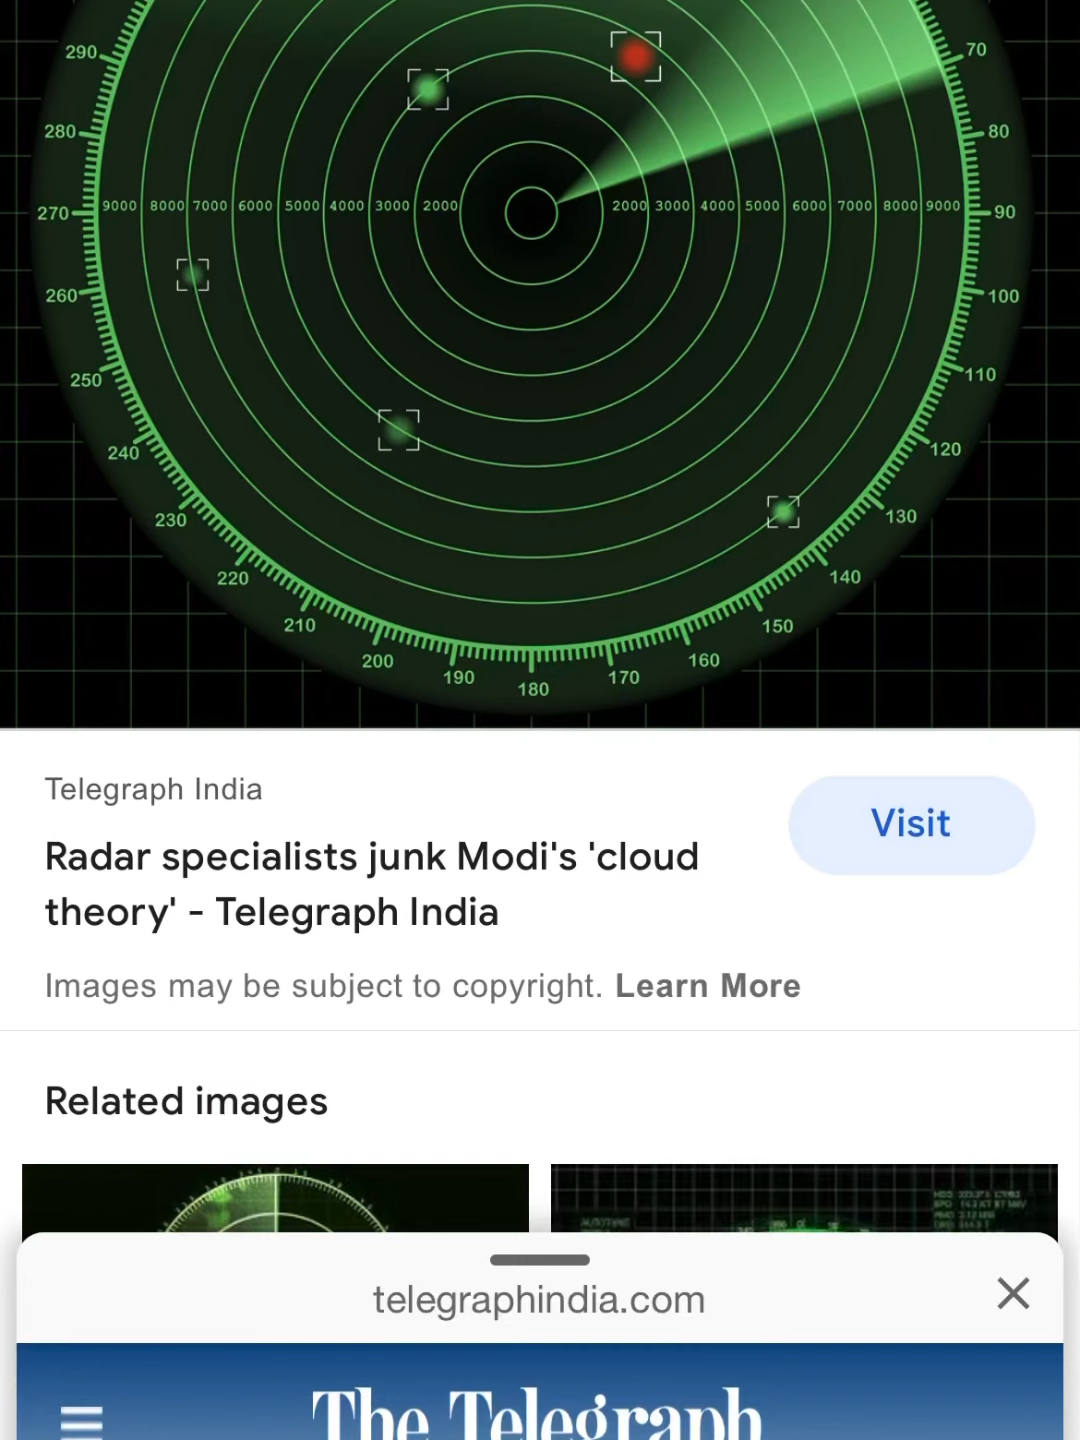 290
70
280
80
270
9000 8000 7000 6000 5000 4000 3000 2000
2000 3000 4000 5000 6000 7000 8000 9000
90
260
100
250
110
240
120
230
130
220
140
210
150
200
160
190
170
180
Telegraph India
Visit
Radar specialists junk Modi's 'cloud
theory' - Telegraph India
Images may be subject to copyright. Learn More
Related images
telegraphindia.com
The Telegraph